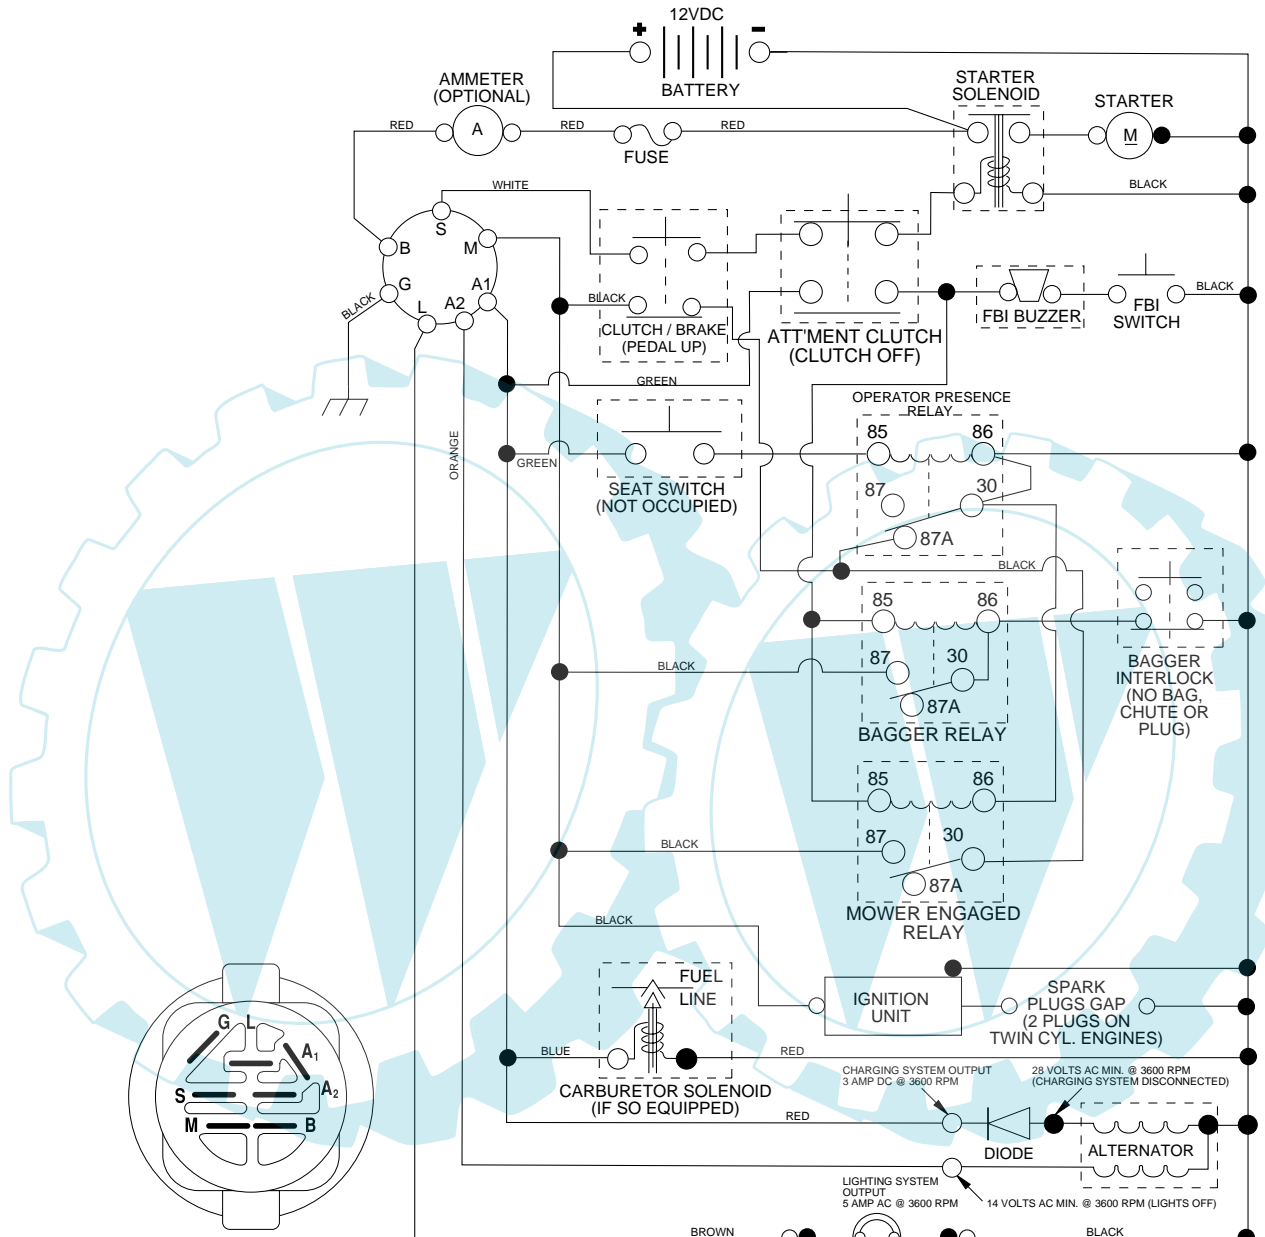 12VDC
+
-
BATTERY
AMMETER
(OPTIONAL)
STARTER
SOLENOID
STARTER
RED
A
RED
RED
FUSE
M
WHITE
BLACK
S
M
B
G
A1
A2
L
BLACK
BLACK
CLUTCH / BRAKE
(PEDAL UP)
ATT'MENT CLUTCH
(CLUTCH OFF)
FBI BUZZER
FBI
SWITCH
BLACK
GREEN
OPERATOR PRESENCE
RELAY
85
86
ORANGE
GREEN
SEAT SWITCH
(NOT OCCUPIED)
87
30
87A
BLACK
85
86
BLACK
87
30
87A
BAGGER RELAY
BAGGER
INTERLOCK
(NO BAG,
CHUTE OR
PLUG)
85
86
BLACK
87
30
87A
MOWER ENGAGED
RELAY
BLACK
FUEL
LINE
IGNITION
UNIT
SPARK
PLUGS GAP
(2 PLUGS ON
TWIN CYL. ENGINES)
G
L
A1
A2
S
M
B
BLUE
RED
CARBURETOR SOLENOID
(IF SO EQUIPPED)
CHARGING SYSTEM OUTPUT
3 AMP DC @ 3600 RPM
28 VOLTS AC MIN. @ 3600 RPM
(CHARGING SYSTEM DISCONNECTED)
RED
DIODE
ALTERNATOR
LIGHTING SYSTEM
OUTPUT
5 AMP AC @ 3600 RPM
14 VOLTS AC MIN. @ 3600 RPM (LIGHTS OFF)
BROWN
BLACK